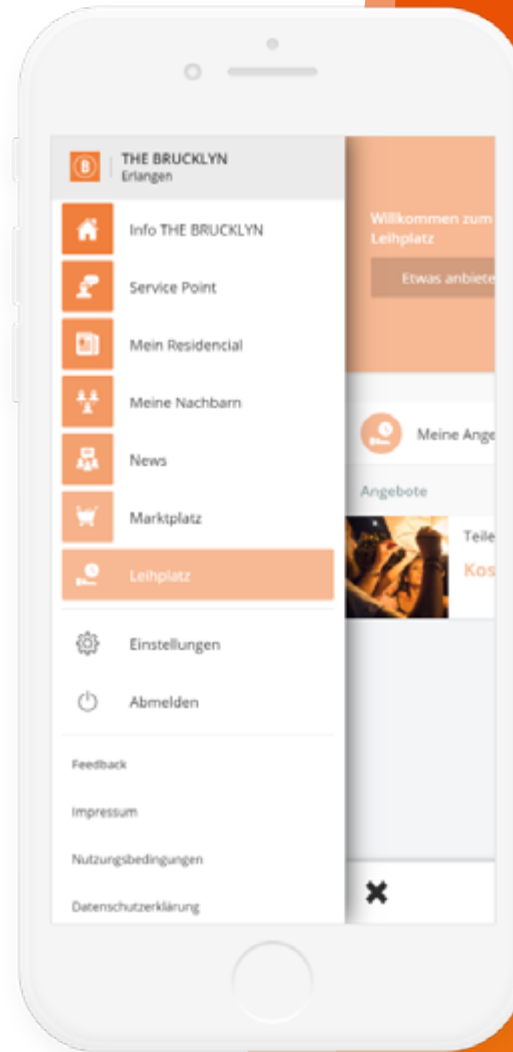 THE BRUCKLYN
Erlangen
Info THE BRUCKLYN
Service Point
Mein Residencial
Meine Nachbarn
News
Marktplatz
Leihplatz
Einstellungen
Abmelden
Feedback
Impressum
Nutzungsbedingungen
Datenschutzerklärung
Willkommen zum
Leihplatz
Etwas anbiete
Meine Ange
Angebote
Teile
Kos